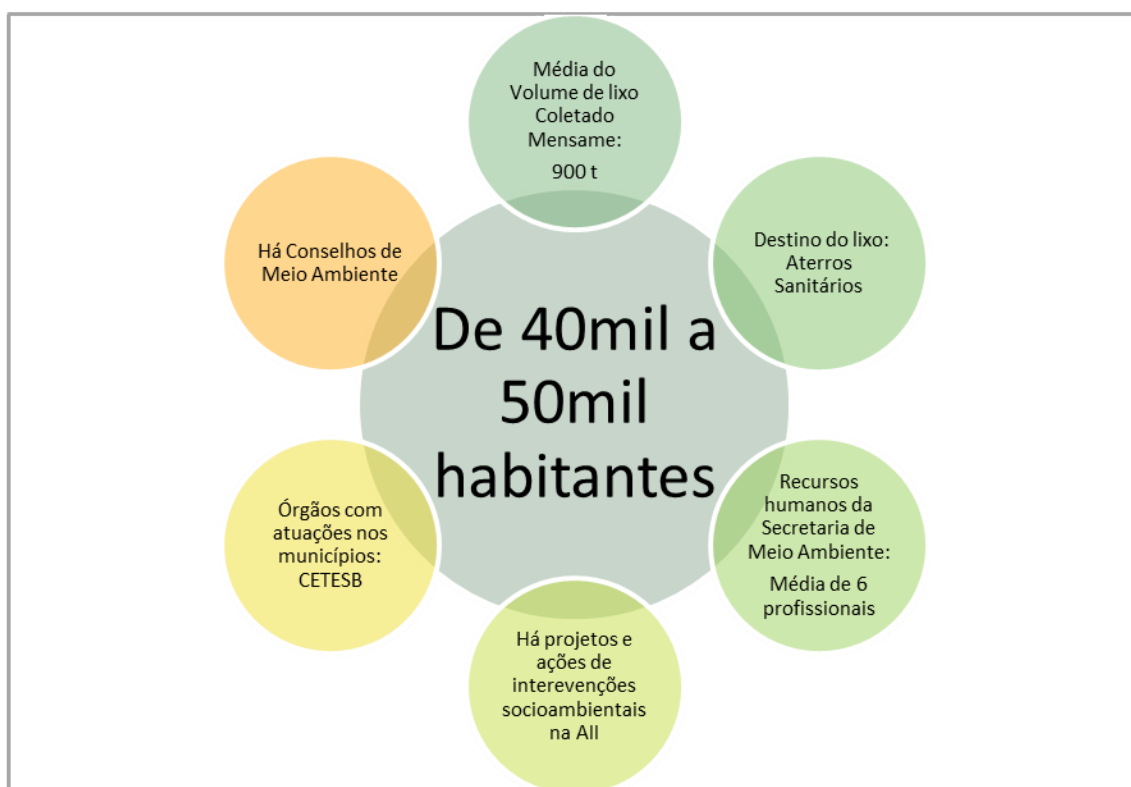 Média do
Volume de lixo
Coletado
Mensame:
900 t
Destino do lixo:
Aterros
Sanitários
Recursos
humanos da
Secretaria de
Meio Ambiente:
Média de 6
profissionais
Há projetos e
ações de
interevenções
socioambientais
na AII
Órgãos com
atuações nos
municípios:
CETESB
Há Conselhos de
Meio Ambiente
De 40mil a
50mil
habitantes